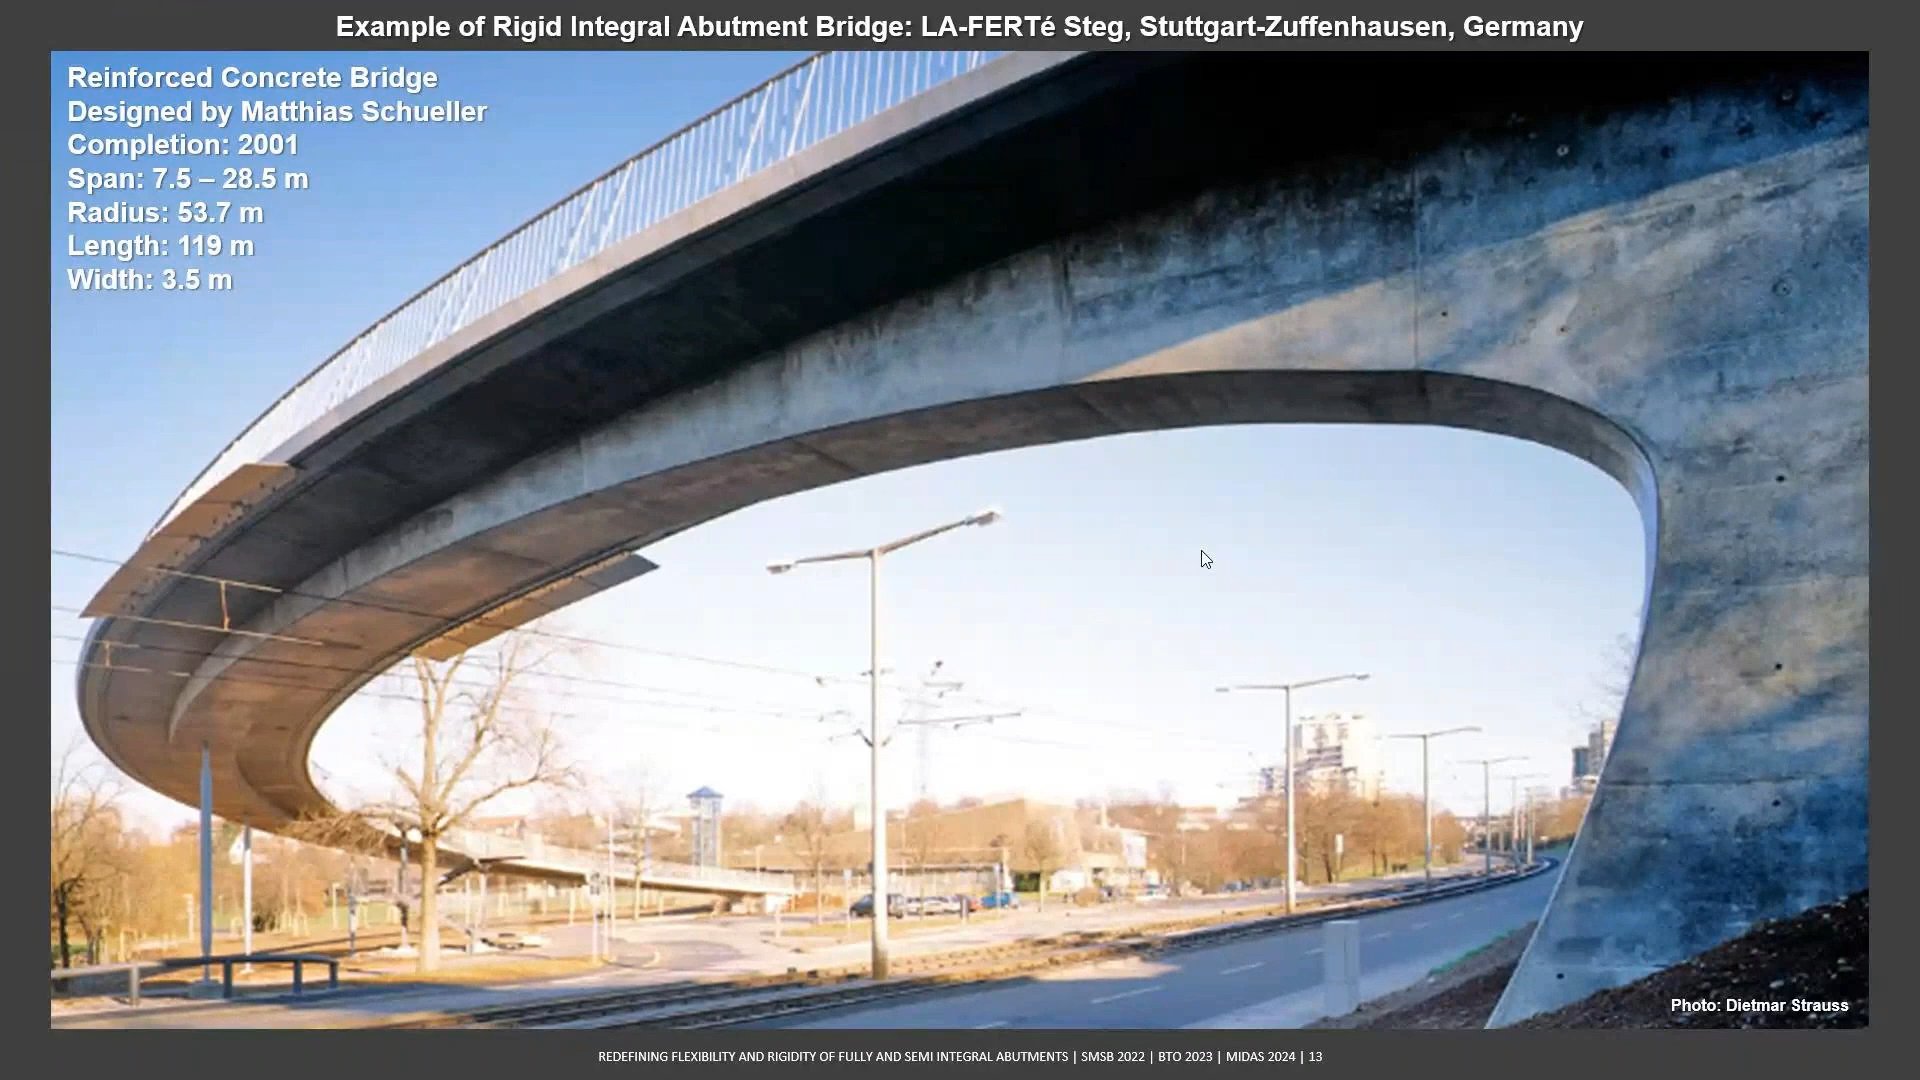 Example of Rigid Integral Abutment Bridge: LA-FERTé Steg, Stuttgart-Zuffenhausen, Germany
Reinforced Concrete Bridge
Designed by Matthias Schueller
Completion: 2001
Span: 7.5 – 28.5 m
Radius: 53.7 m
Length: 119 m
Width: 3.5 m
Photo: Dietmar Strauss
REDEFINING FLEXIBILITY AND RIGIDITY OF FULLY AND SEMI INTEGRAL ABUTMENTS | SMSB 2022 | BTO 2023 | MIDAS 2024 | 13